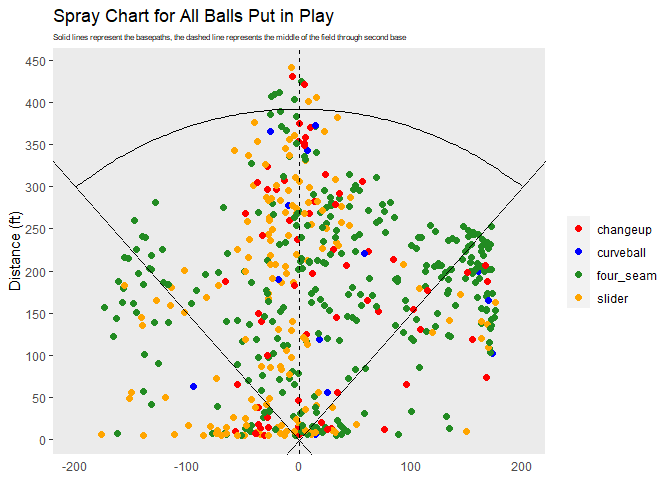 Spray Chart for All Balls Put in Play
Solid lines represent the basepaths, the dashed line represents the middle of the field through second base
450
400
350
300
250
200
150
100
50
0
Distance (ft)
-200 -100 0 100 200
changeup
curveball
four_seam
slider